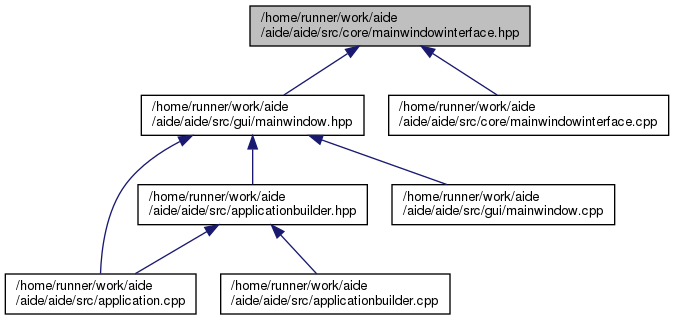 /home/runner/work/aide
/aide/aide/src/core/mainwindowinterface.hpp
/home/runner/work/aide
/aide/aide/src/gui/mainwindow.hpp
/home/runner/work/aide
/aide/aide/src/core/mainwindowinterface.cpp
/home/runner/work/aide
/aide/aide/src/applicationbuilder.hpp
/home/runner/work/aide
/aide/aide/src/gui/mainwindow.cpp
/home/runner/work/aide
/aide/aide/src/application.cpp
/home/runner/work/aide
/aide/aide/src/applicationbuilder.cpp